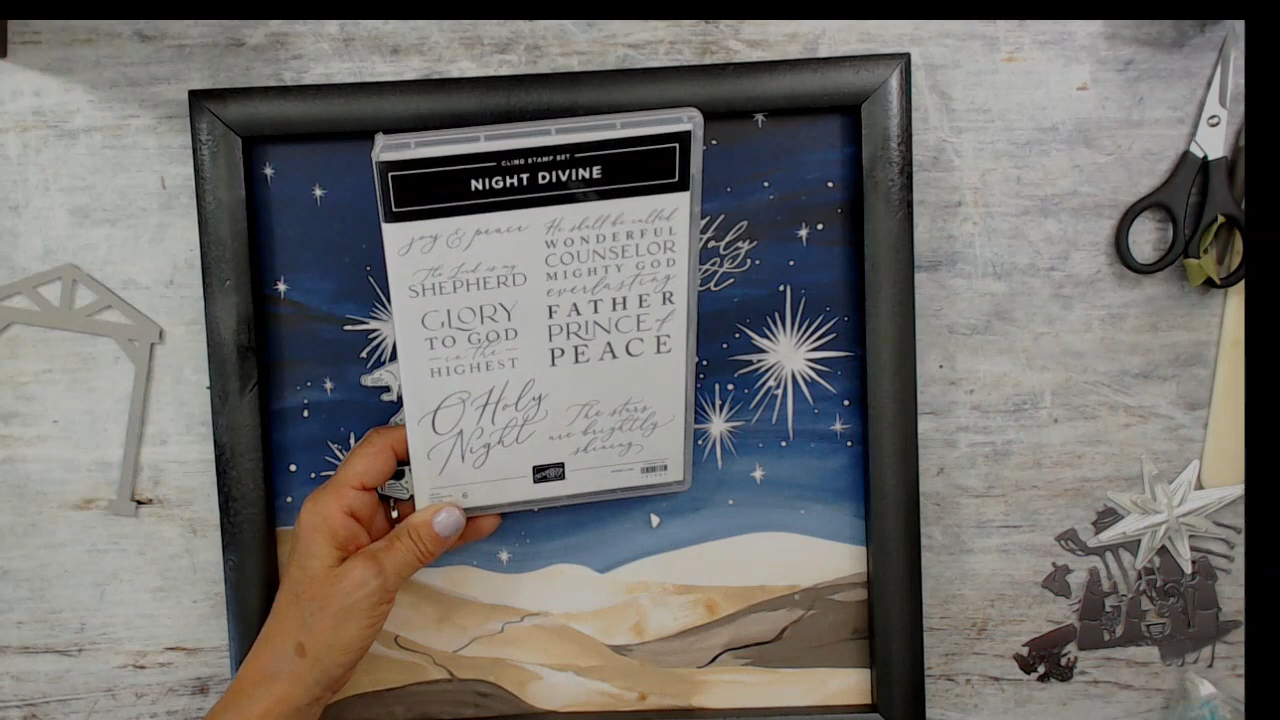 CLING STAMP SET
NIGHT DIVINE
joy & peace
The Lord is my
SHEPHERD
GLORY
TO GOD
in the
HIGHEST
O Holy
Night
He shall be called
WONDERFUL
COUNSELOR
MIGHTY GOD
everlasting
FATHER
PRINCE of
PEACE
The stars
are brightly
shining
6
Holy